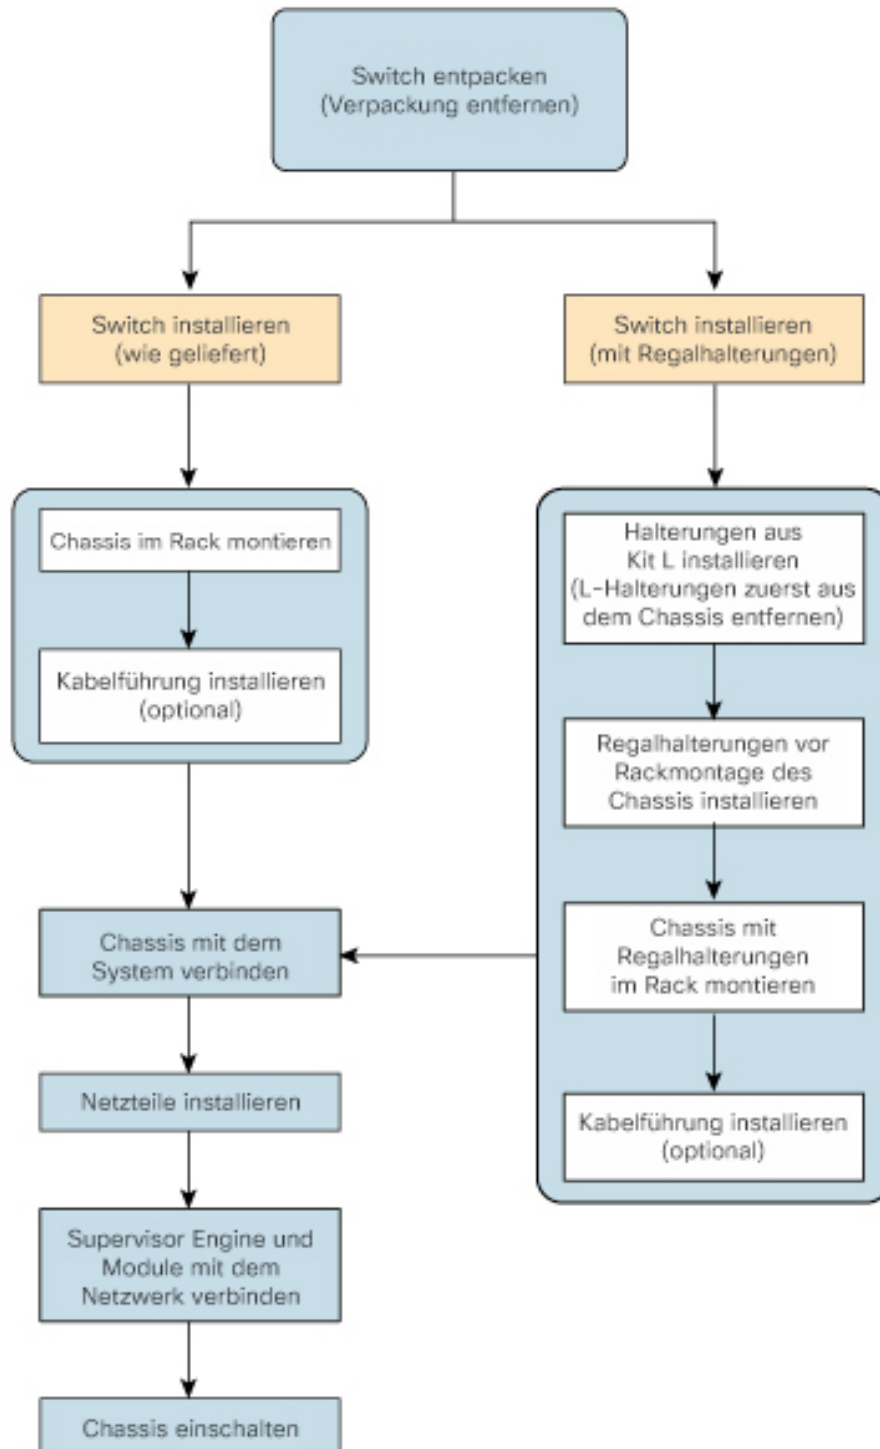 Switch entpacken
(Verpackung entfernen)
Switch installieren
(wie geliefert)
Switch installieren
(mit Regalhalterungen)
Chassis im Rack montieren
Kabelführung installieren
(optional)
Halterungen aus
Kit L installieren
(L-Halterungen zuerst aus
dem Chassis entfernen)
Regalhalterungen vor
Rackmontage des
Chassis installieren
Chassis mit
Regalhalterungen
im Rack montieren
Kabelführung installieren
(optional)
Chassis mit dem
System verbinden
Netzteile installieren
Supervisor Engine und
Module mit dem
Netzwerk verbinden
Chassis einschalten